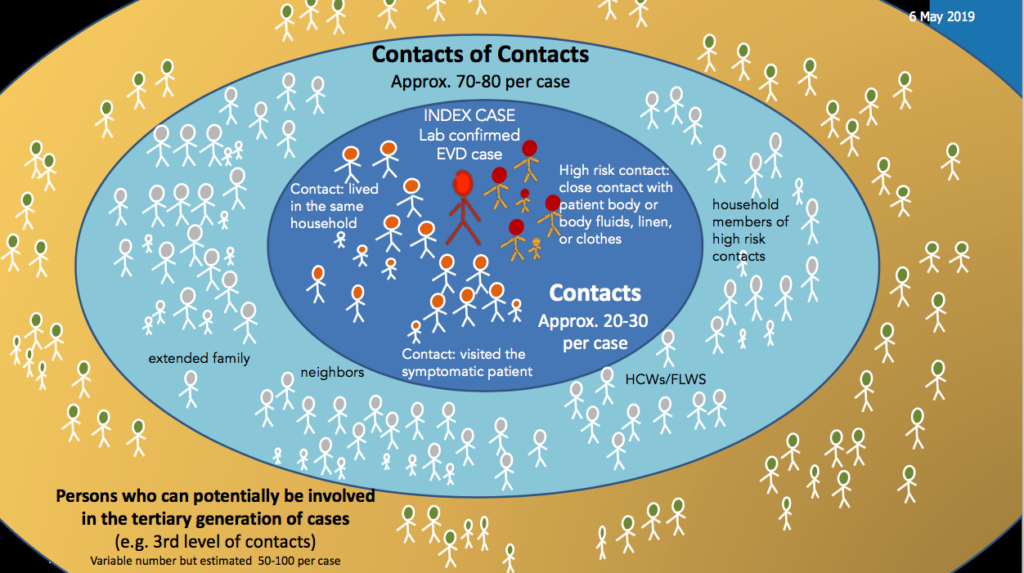 6 May 2019
Contacts of Contacts
Approx. 70-80 per case
INDEX CASE
Lab confirmed
EVD case
Contact: lived
in the same
household
High risk contact:
close contact with
patient body or
body fluids, linen,
or clothes
household
members of
high risk
contacts
Contacts
Approx. 20-30
per case
Contact: visited the
symptomatic patient
extended family
neighbors
HCWs/FLWS
Persons who can potentially be involved
in the tertiary generation of cases
(e.g. 3rd level of contacts)
Variable number but estimated 50-100 per case